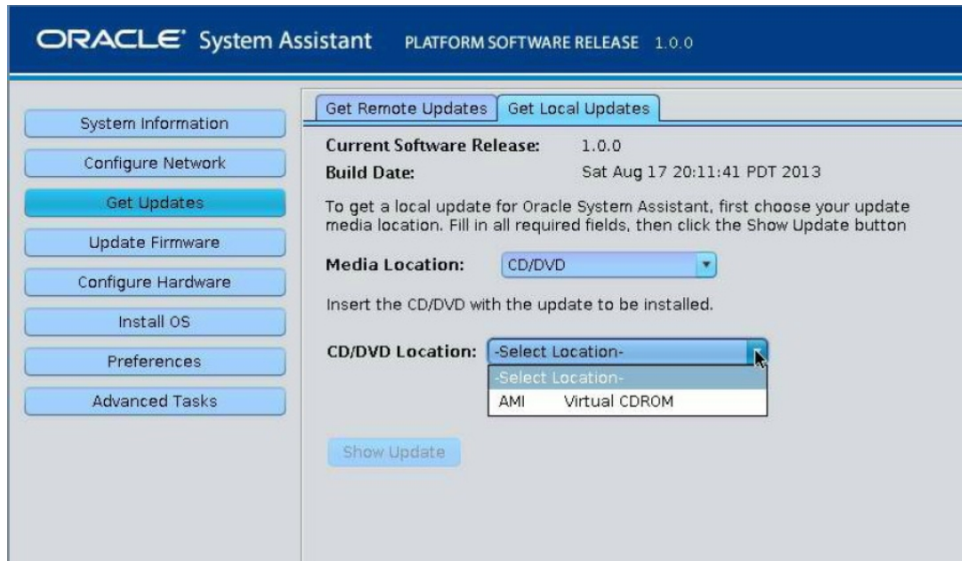 ORACLE System Assistant PLATFORM SOFTWARE RELEASE 1.0.0
System Information
Configure Network
Get Updates
Update Firmware
Configure Hardware
Install OS
Preferences
Advanced Tasks
Get Remote Updates Get Local Updates
Current Software Release: 1.0.0
Build Date: Sat Aug 17 20:11:41 PDT 2013
To get a local update for Oracle System Assistant, first choose your update
media location. Fill in all required fields, then click the Show Update button
Media Location: CD/DVD
Insert the CD/DVD with the update to be installed.
CD/DVD Location: -Select Location-
-Select Location-
AMI Virtual CDROM
Show Update